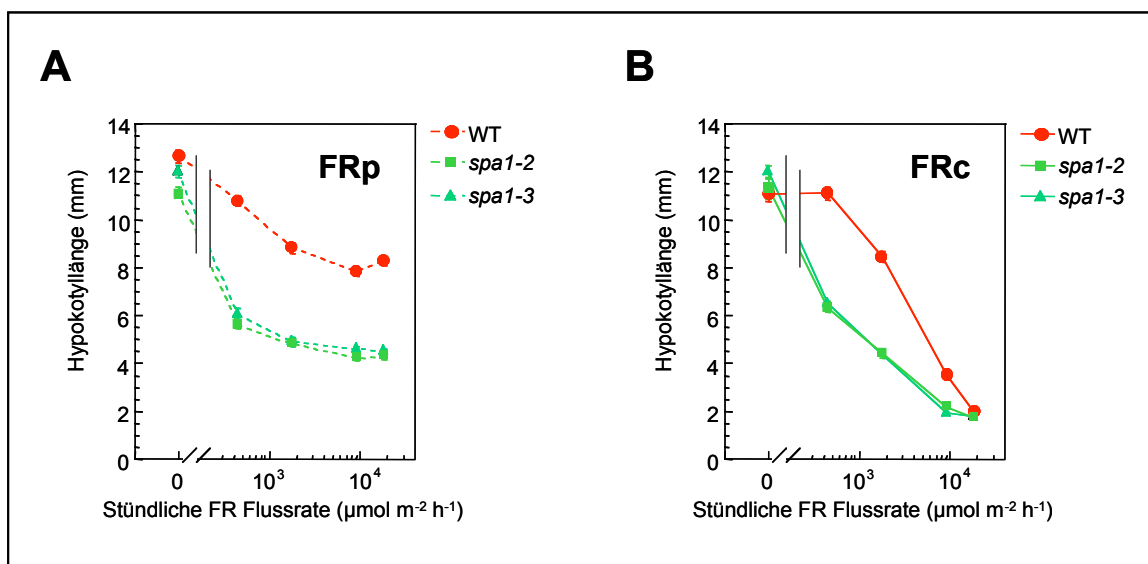 A
14
12
10
8
6
4
2
0
Hypokotyllänge (mm)
FRp
WT
spa1-2
spa1-3
0
10³
10⁴
Stündliche FR Flussrate (µmol m⁻² h⁻¹)
B
14
12
10
8
6
4
2
0
Hypokotyllänge (mm)
FRc
WT
spa1-2
spa1-3
0
10³
10⁴
Stündliche FR Flussrate (µmol m⁻² h⁻¹)